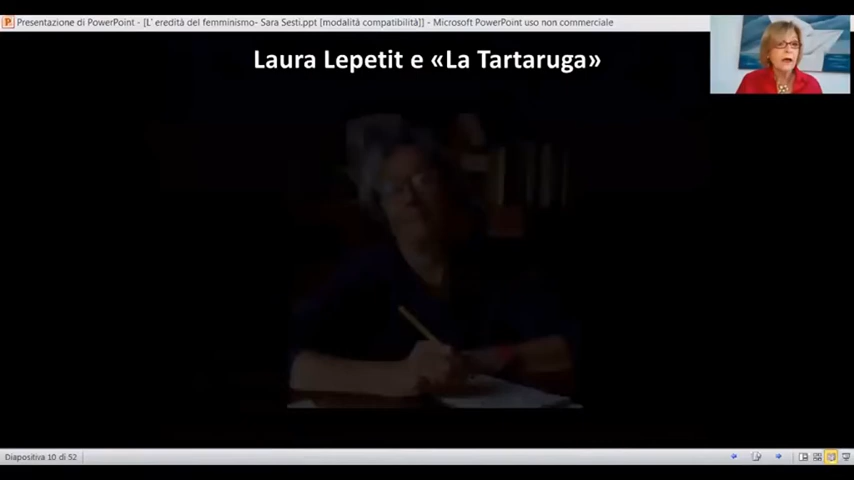 Presentazione di PowerPoint - [L' eredità del femminismo- Sara Sesti.ppt [modalità compatibilità]] - Microsoft PowerPoint uso non commerciale
Laura Lepetit e «La Tartaruga»
Diapositiva 10 di 52